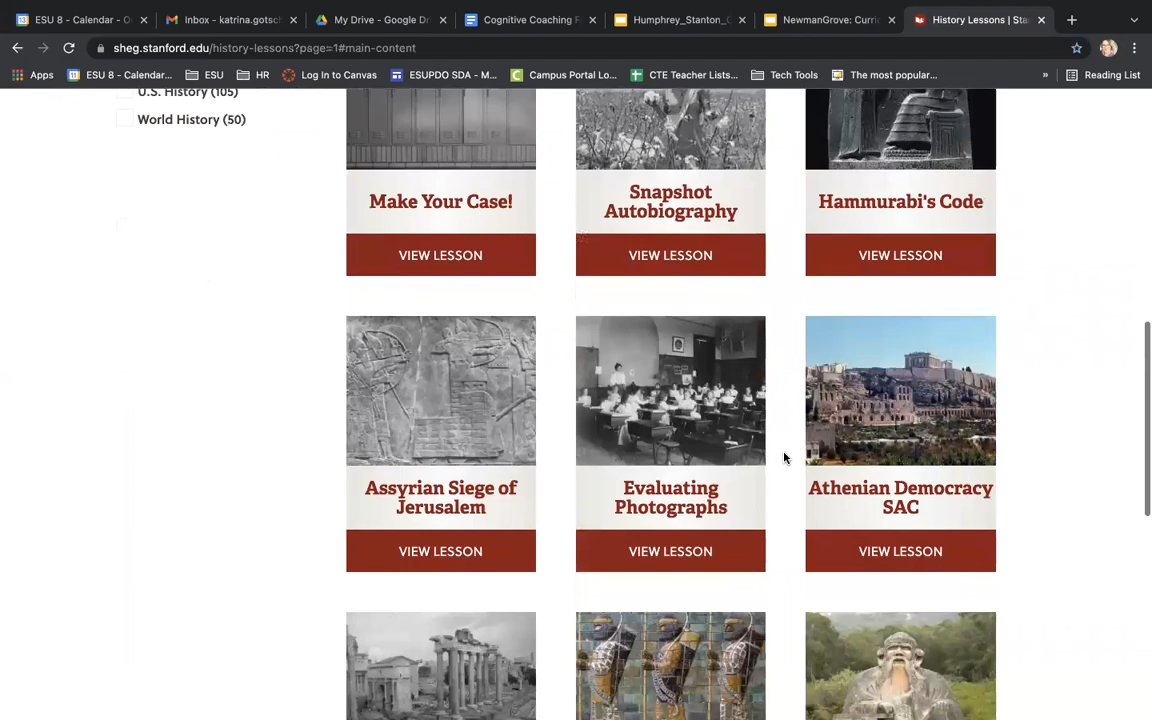 ESU 8 - Calendar - O
Inbox - katrina.gotsch
My Drive - Google Dri
Cognitive Coaching F
Humphrey_Stanton_C
NewmanGrove: Curric
History Lessons | Sta
sheg.stanford.edu/history-lessons?page=1#main-content
Apps
ESU 8 - Calendar...
ESU
HR
Log In to Canvas
ESUPDO SDA - M...
Campus Portal Lo...
CTE Teacher Lists...
Tech Tools
The most popular...
»
Reading List
U.S. History (105)
World History (50)
Make Your Case!
Snapshot
Autobiography
Hammurabi's Code
VIEW LESSON
VIEW LESSON
VIEW LESSON
Assyrian Siege of
Jerusalem
Evaluating
Photographs
Athenian Democracy
SAC
VIEW LESSON
VIEW LESSON
VIEW LESSON